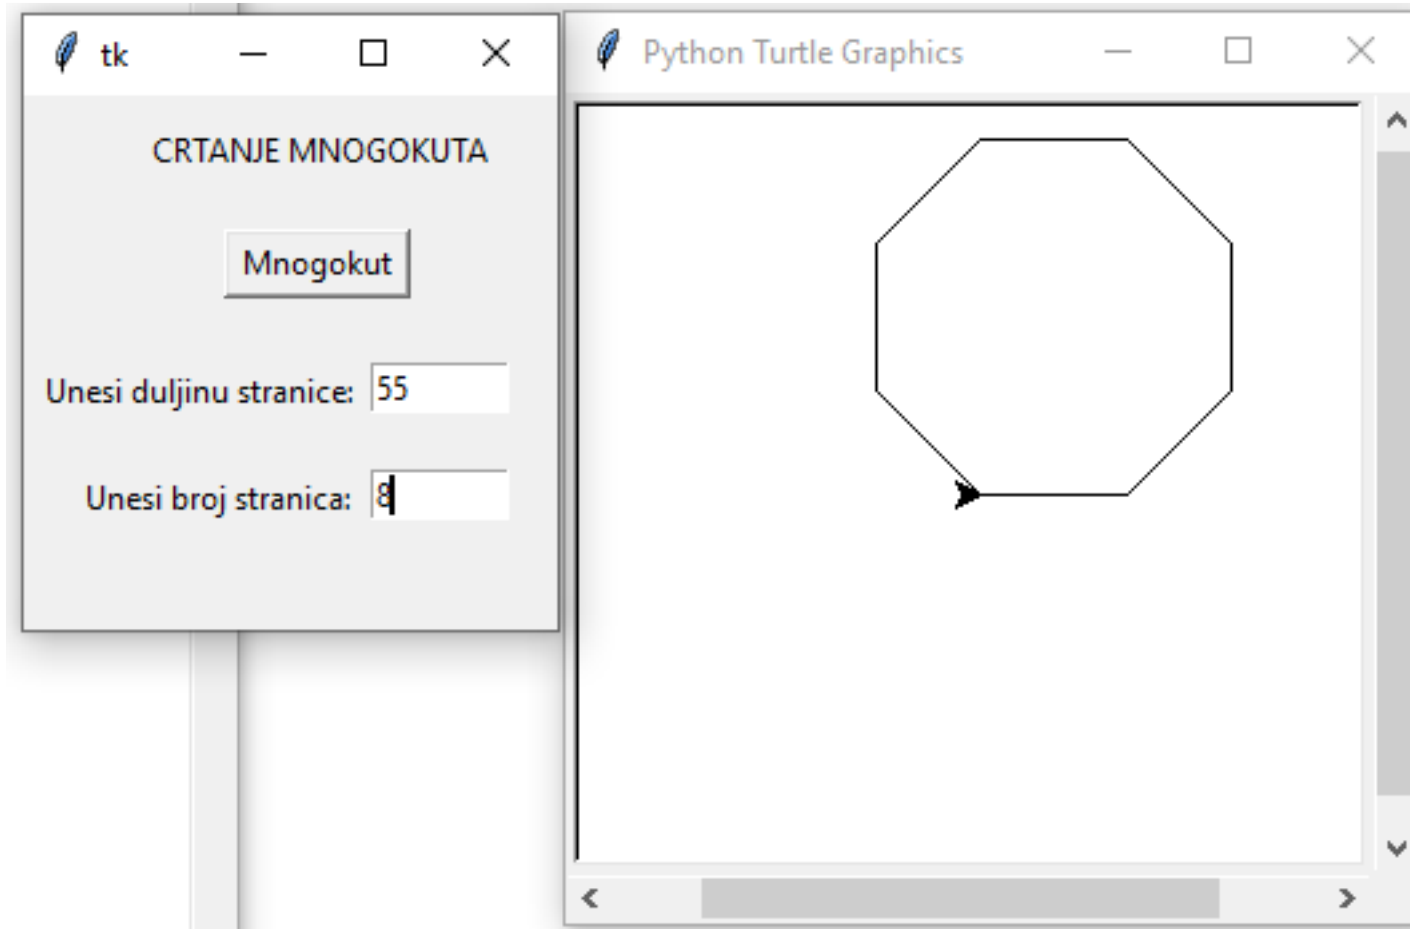 tk
CRTANJE MNOGOKUTA
Mnogokut
Unesi duljinu stranice: 55
Unesi broj stranica: 8
Python Turtle Graphics